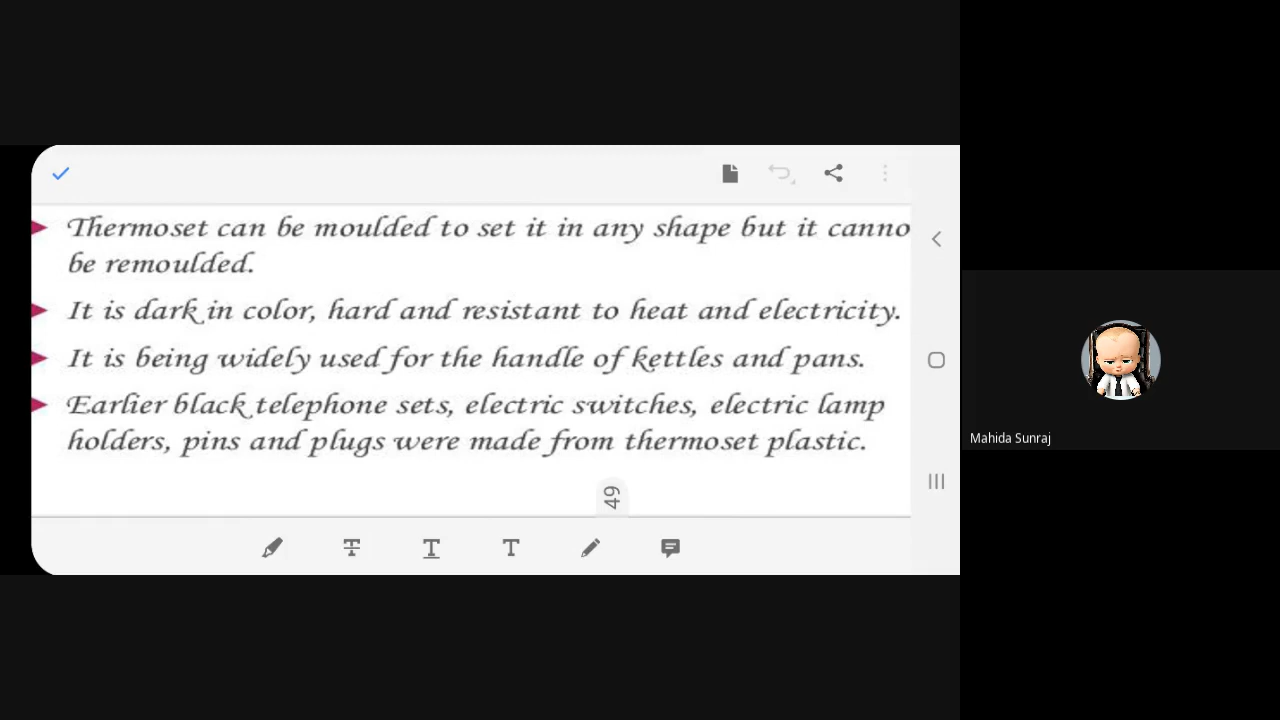 Thermoset can be moulded to set it in any shape but it canno
be remoulded.
It is dark in color, hard and resistant to heat and electricity.
It is being widely used for the handle of kettles and pans.
Earlier black telephone sets, electric switches, electric lamp
holders, pins and plugs were made from thermoset plastic.
49
T
T
T
Mahida Sunraj